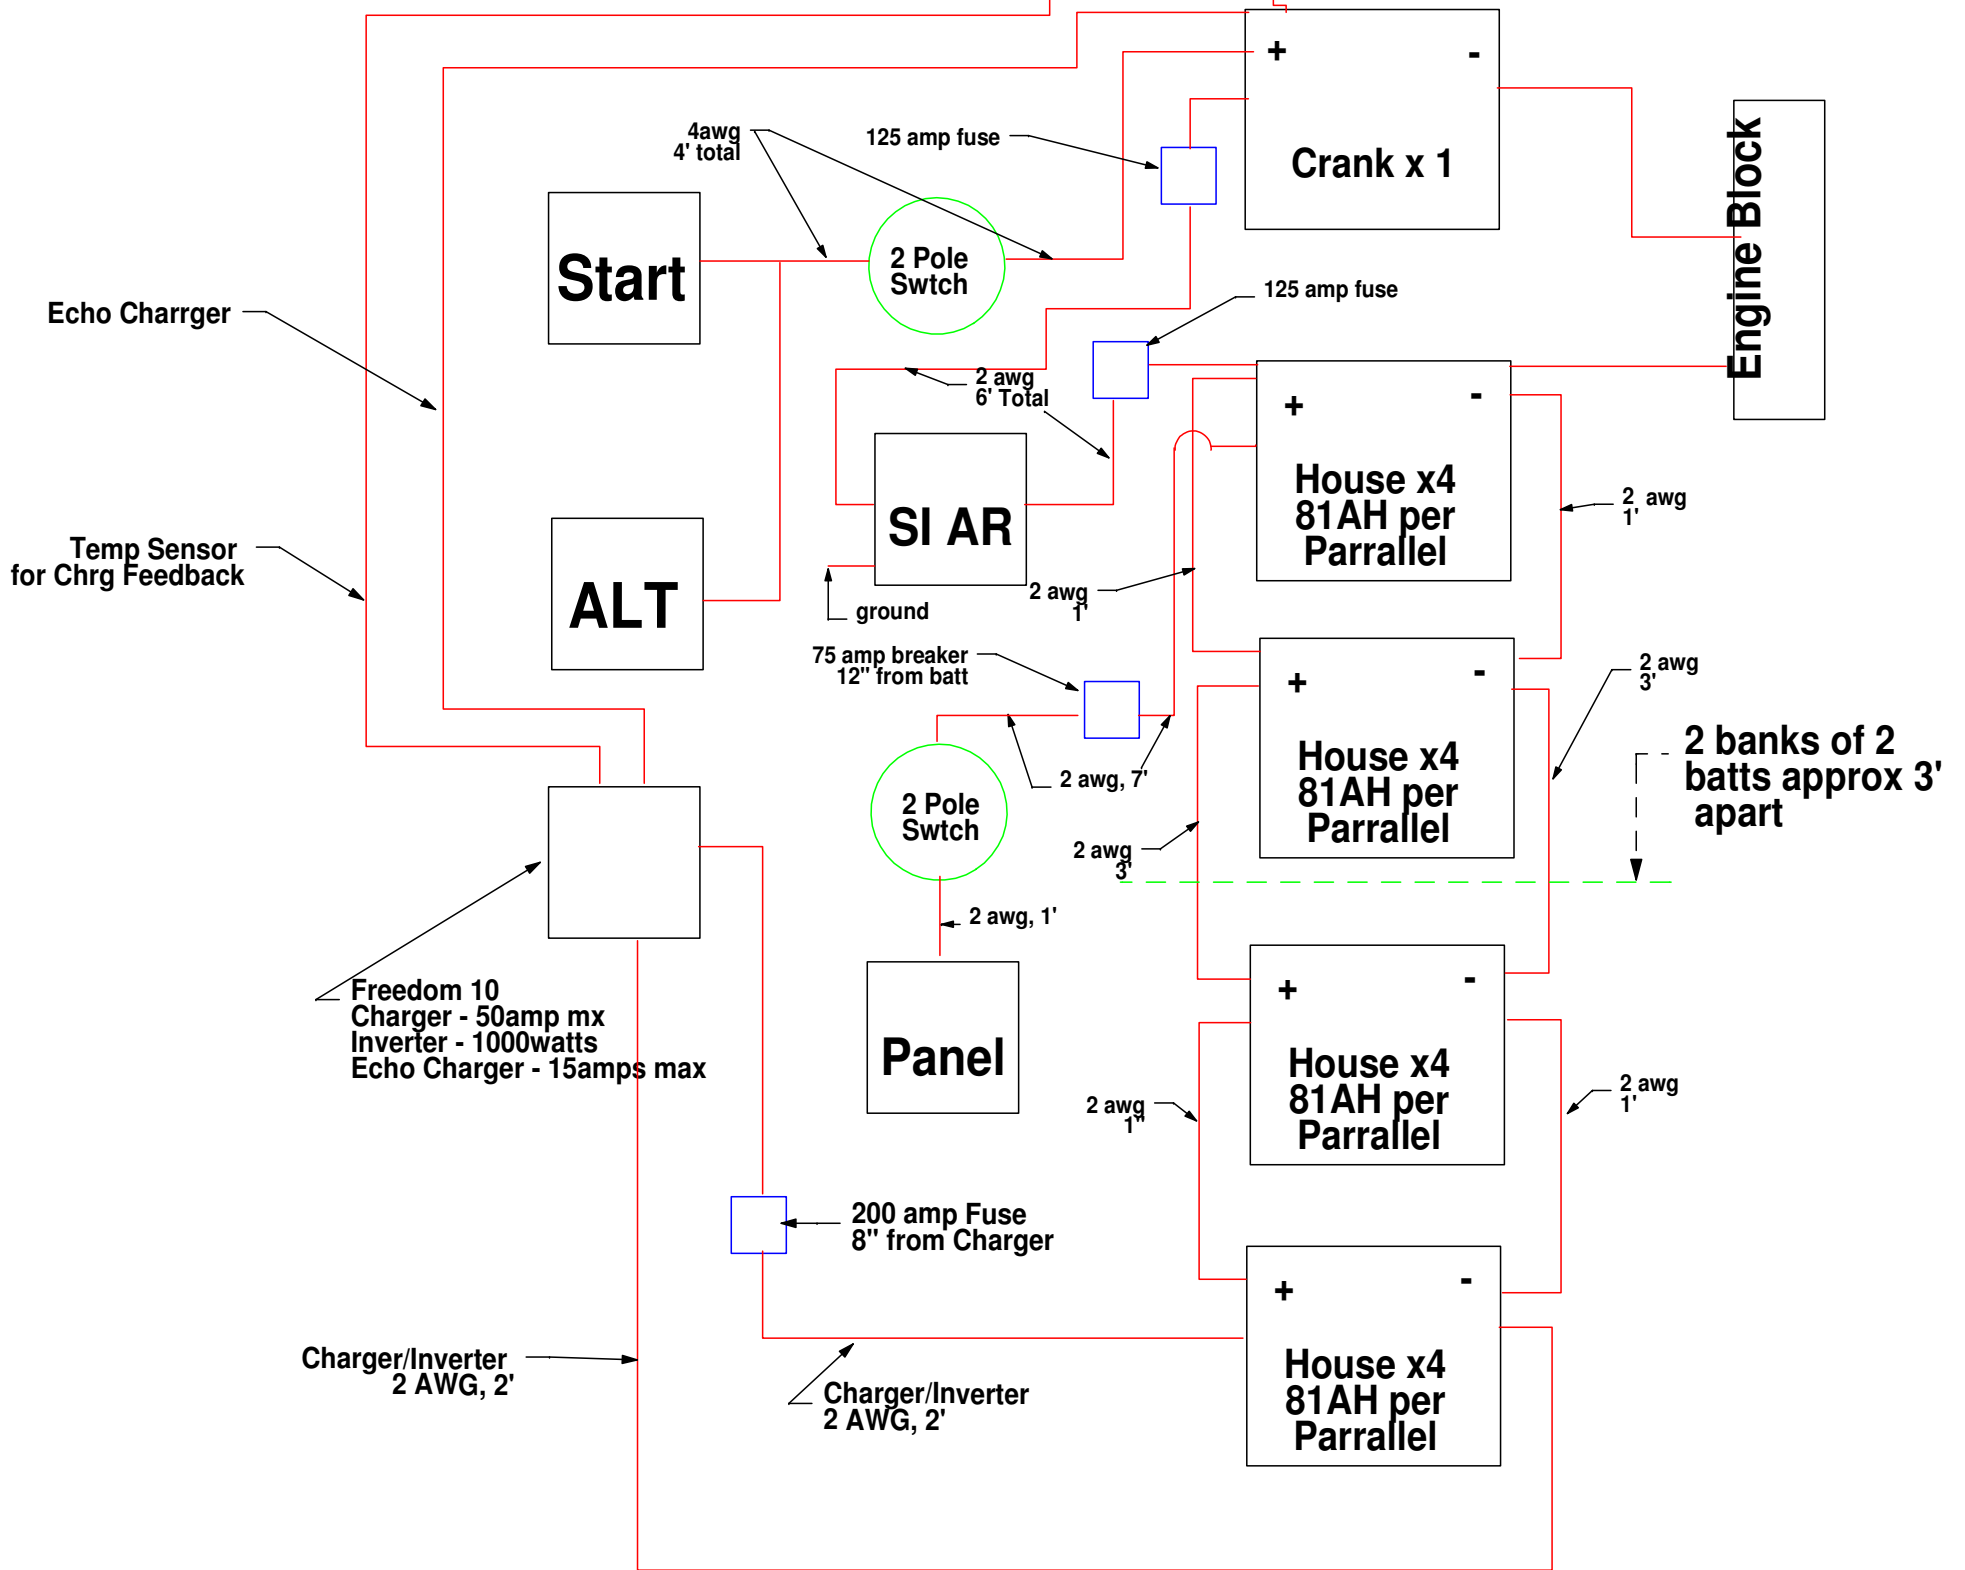 +
-
Crank x 1
Engine Block
4awg
4' total
125 amp fuse
Start
2 Pole
Swtch
Echo Charrger
125 amp fuse
2 awg
6' Total
+
-
House x4
81AH per
Parrallel
2 awg
1'
SI AR
Temp Sensor
for Chrg Feedback
ALT
ground
2 awg
1'
75 amp breaker
12" from batt
+
-
House x4
81AH per
Parrallel
2 awg
3'
2 banks of 2
batts approx 3'
apart
2 awg, 7'
2 Pole
Swtch
2 awg
3'
2 awg, 1'
Freedom 10
Charger - 50amp mx
Inverter - 1000watts
Echo Charger - 15amps max
Panel
+
-
House x4
81AH per
Parrallel
2 awg
1"
2 awg
1'
200 amp Fuse
8" from Charger
+
-
House x4
81AH per
Parrallel
Charger/Inverter
2 AWG, 2'
Charger/Inverter
2 AWG, 2'